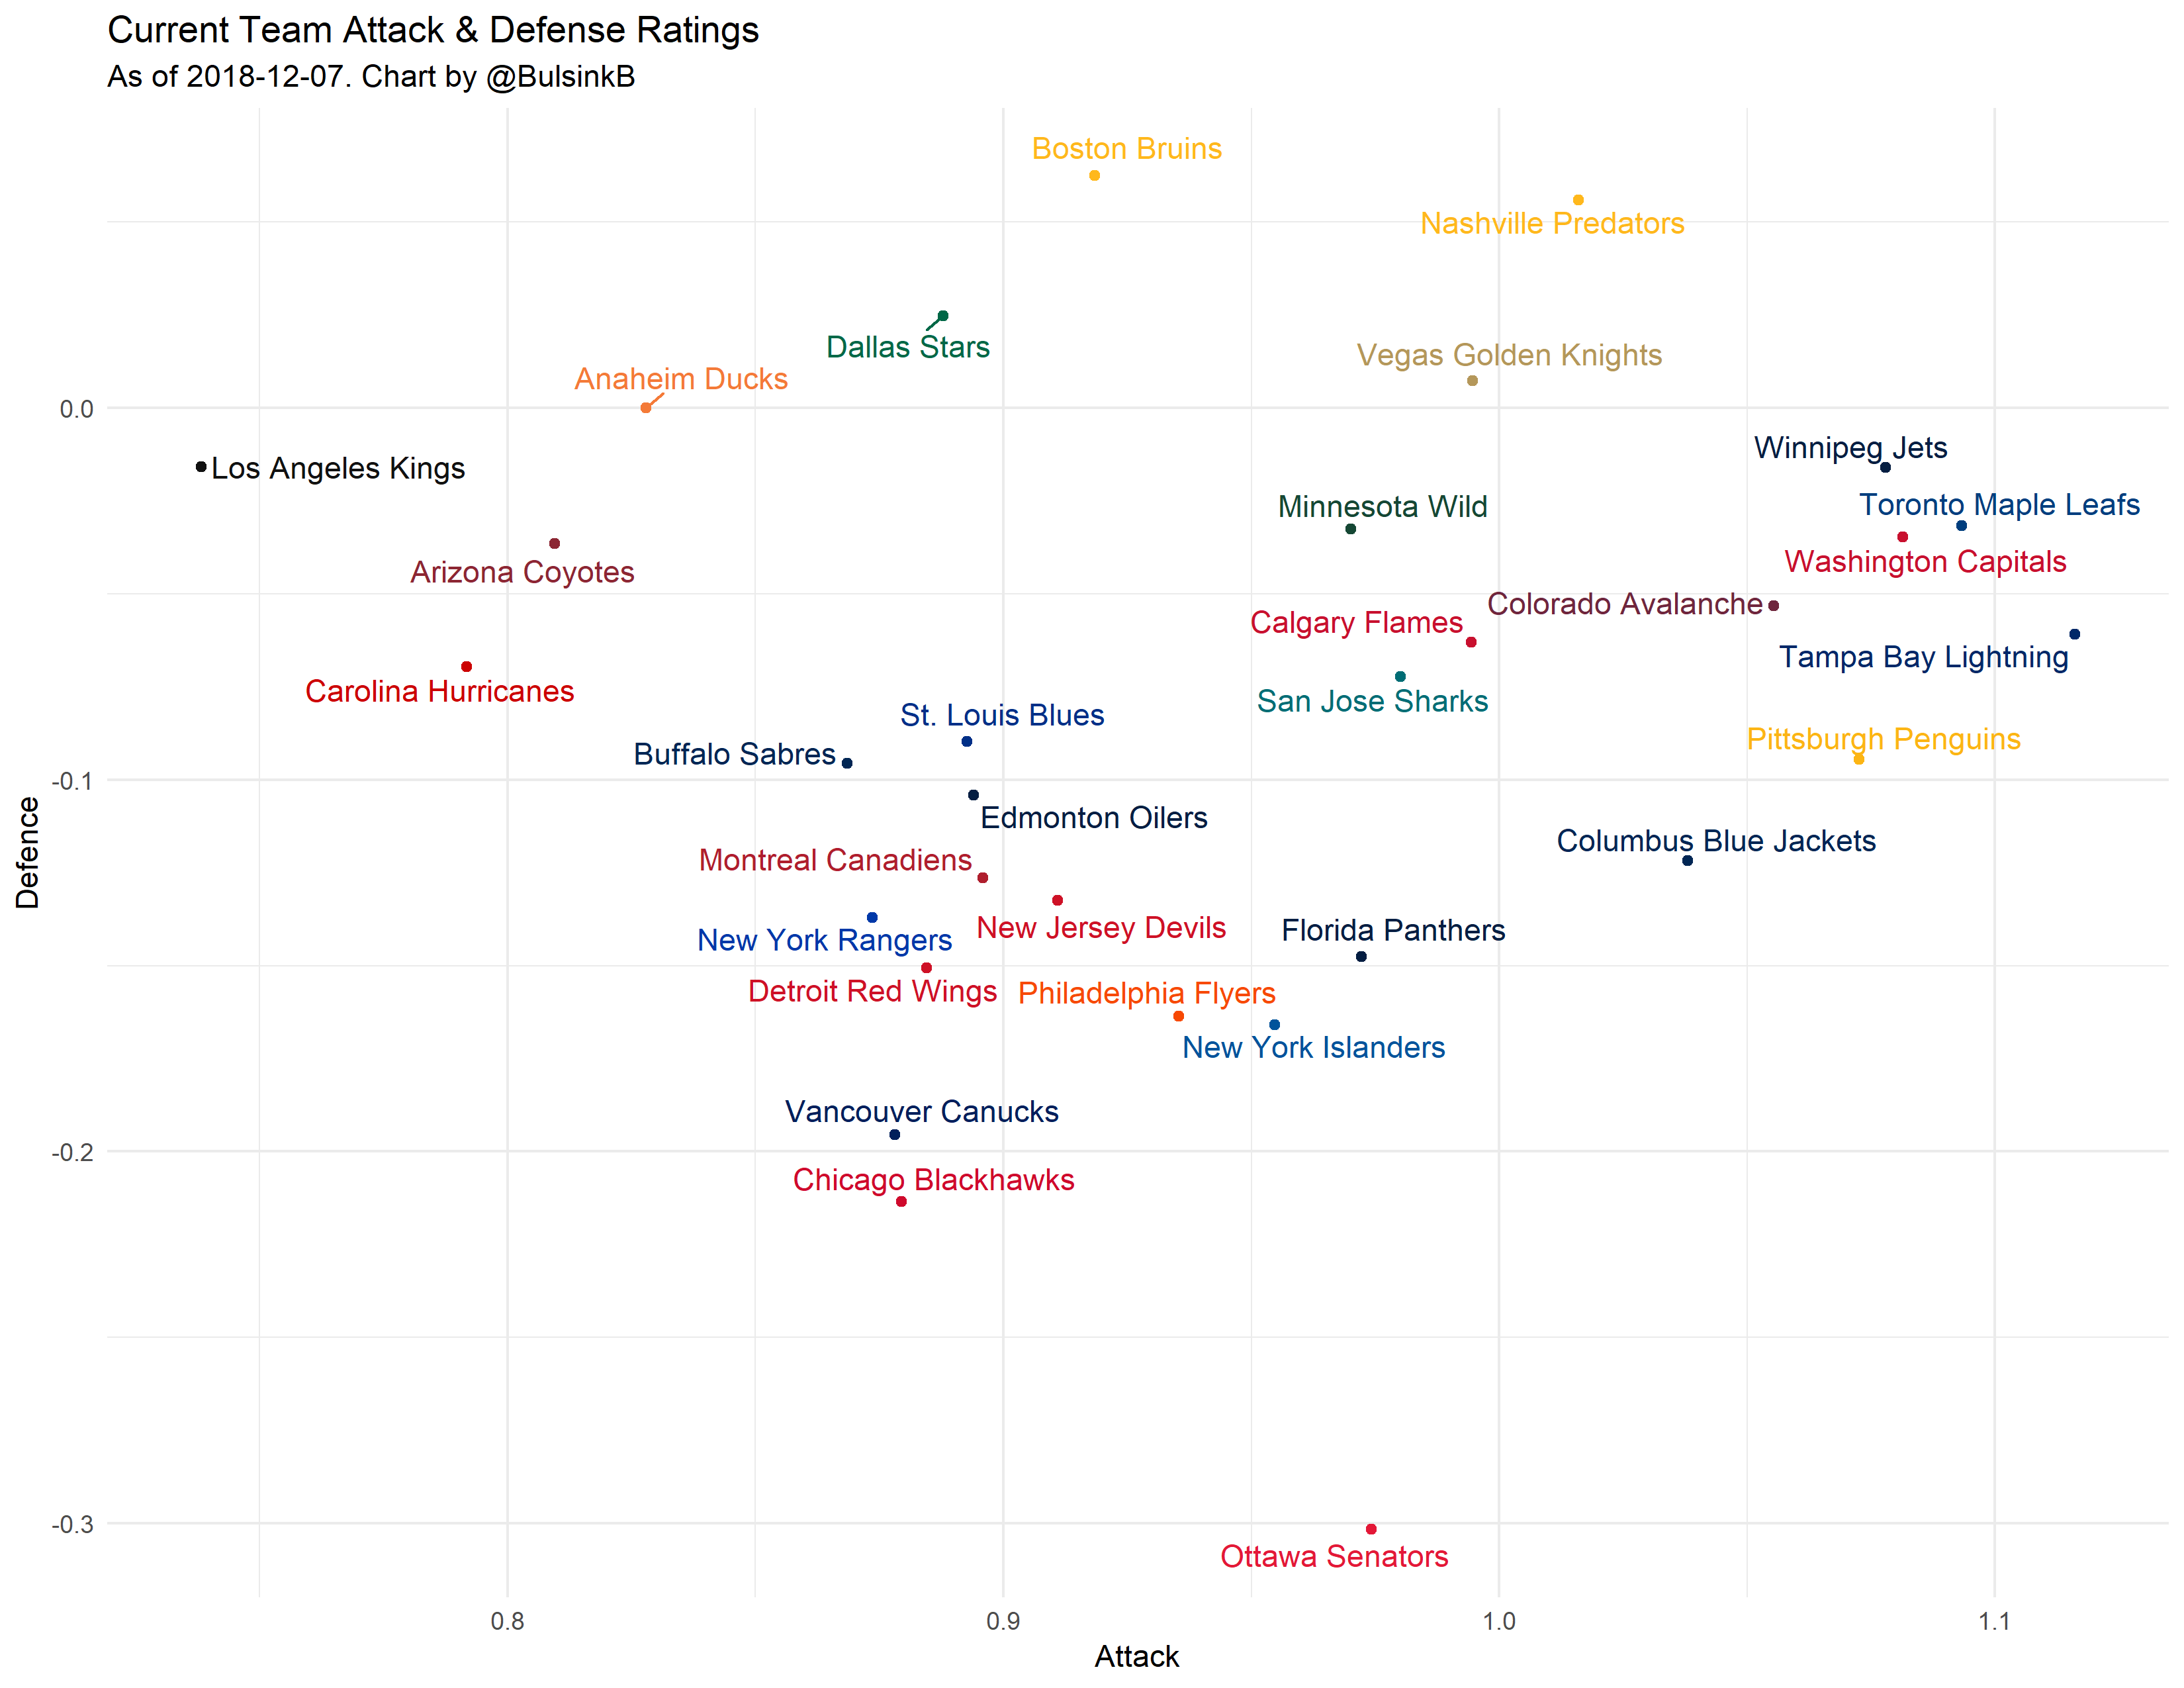 Current Team Attack & Defense Ratings
As of 2018-12-07. Chart by @BulsinkB
Boston Bruins
Nashville Predators
Dallas Stars
Vegas Golden Knights
Anaheim Ducks
0.0
Winnipeg Jets
Los Angeles Kings
Toronto Maple Leafs
Minnesota Wild
Washington Capitals
Arizona Coyotes
Colorado Avalanche
Calgary Flames
Tampa Bay Lightning
Carolina Hurricanes
San Jose Sharks
St. Louis Blues
Pittsburgh Penguins
Buffalo Sabres
-0.1
Edmonton Oilers
Columbus Blue Jackets
Defence
Montreal Canadiens
New Jersey Devils
Florida Panthers
New York Rangers
Detroit Red Wings
Philadelphia Flyers
New York Islanders
Vancouver Canucks
-0.2
Chicago Blackhawks
-0.3
Ottawa Senators
0.8
0.9
1.0
1.1
Attack